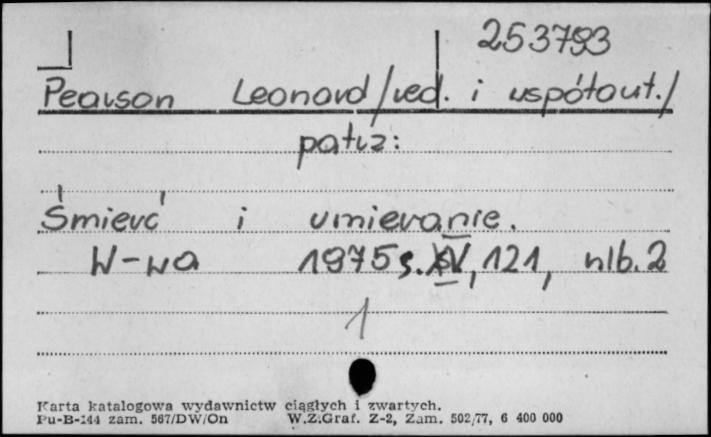 253793
Pearson Leonard /red. i współaut./
patrz:
Śmierć i umieranie.
W-wa 1975 s. XV, 121, nlb. 2
1
Karta katalogowa wydawnictw ciągłych i zwartych.
Pu-B-144 zam. 567/DW/On W.Z.Graf. Z-2, Zam. 502/77, 6 400 000